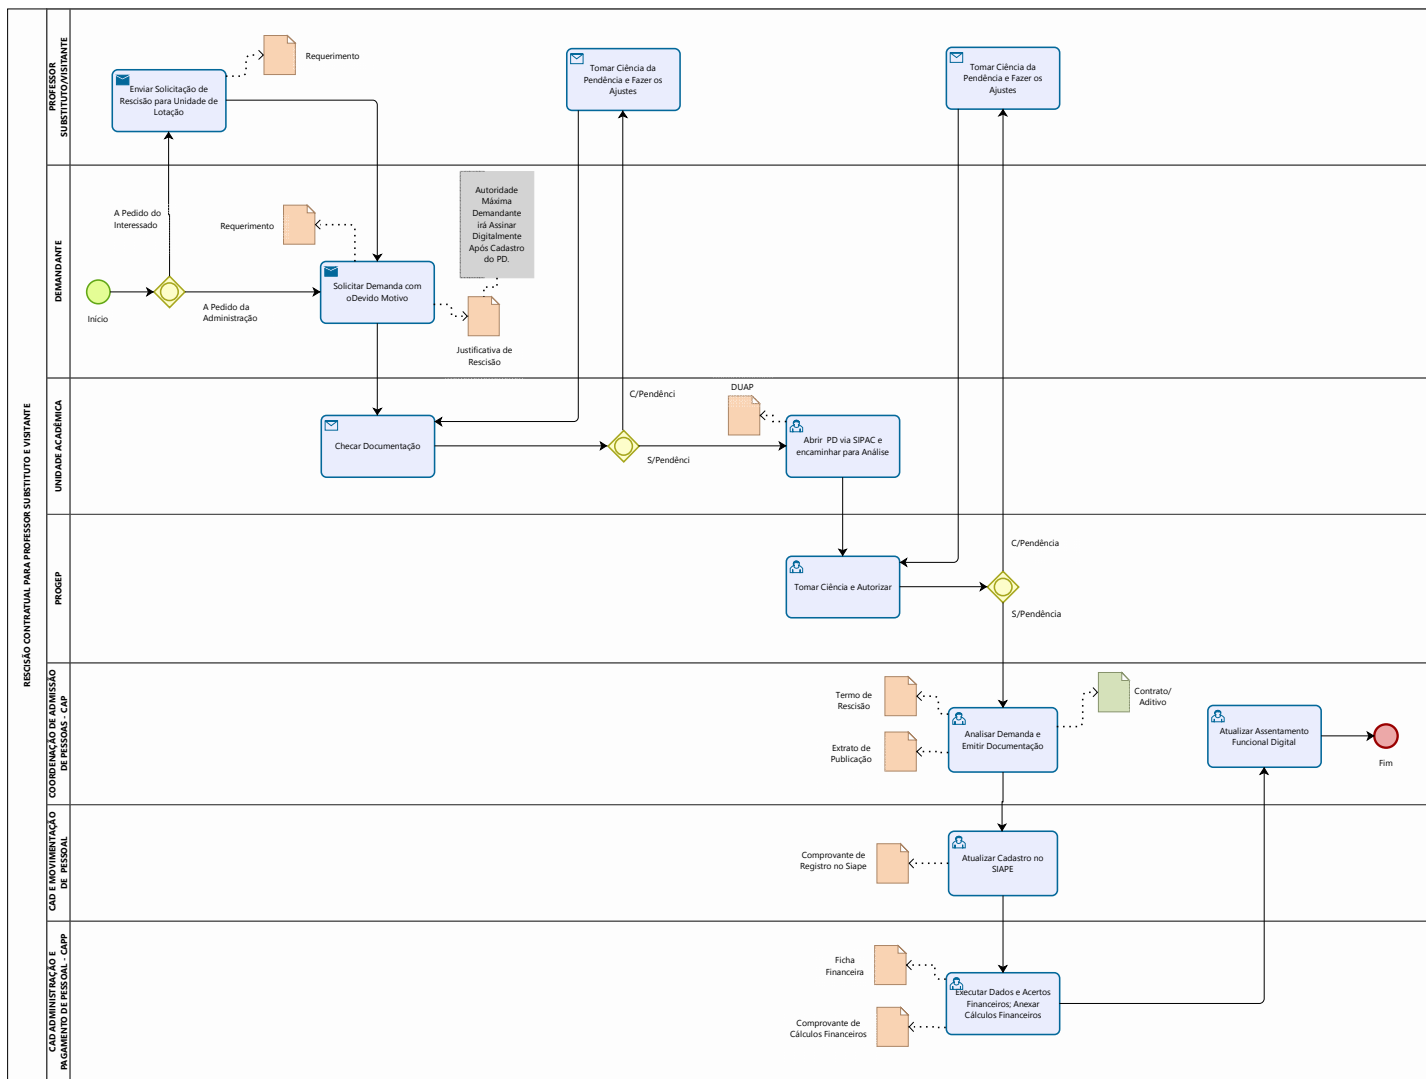 RESCISÃO CONTRATUAL PARA PROFESSOR SUBSTITUTO E VISITANTE
PROFESSOR
SUBSTITUTO/VISITANTE
Requerimento
Enviar Solicitação de
Rescisão para Unidade de
Lotação
Tomar Ciência da
Pendência e Fazer os
Ajustes
Tomar Ciência da
Pendência e Fazer os
Ajustes
DEMANDANTE
Início
A Pedido do
Interessado
A Pedido da
Administração
Requerimento
Solicitar Demanda com
oDevido Motivo
Autoridade
Máxima
Demandante
irá Assinar
Digitalmente
Após Cadastro
do PD.
Justificativa de
Rescisão
UNIDADE ACADÊMICA
Checar Documentação
C/Pendênci
S/Pendênci
DUAP
Abrir  PD via SIPAC e
encaminhar para Análise
PROGEP
Tomar Ciência e Autorizar
C/Pendência
S/Pendência
COORDENAÇÃO DE ADMISSÃO
DE PESSOAS - CAP
Termo de
Rescisão
Extrato de
Publicação
Analisar Demanda e
Emitir Documentação
Contrato/
Aditivo
Atualizar Assentamento
Funcional Digital
Fim
CAD E MOVIMENTAÇÃO
DE  PESSOAL
Comprovante de
Registro no Siape
Atualizar Cadastro no
SIAPE
CAD ADMINISTRAÇÃO E
PAGAMENTO DE PESSOAL - CAPP
Ficha
Financeira
Comprovante de
Cálculos Financeiros
Executar Dados e Acertos
Financeiros; Anexar
Cálculos Financeiros